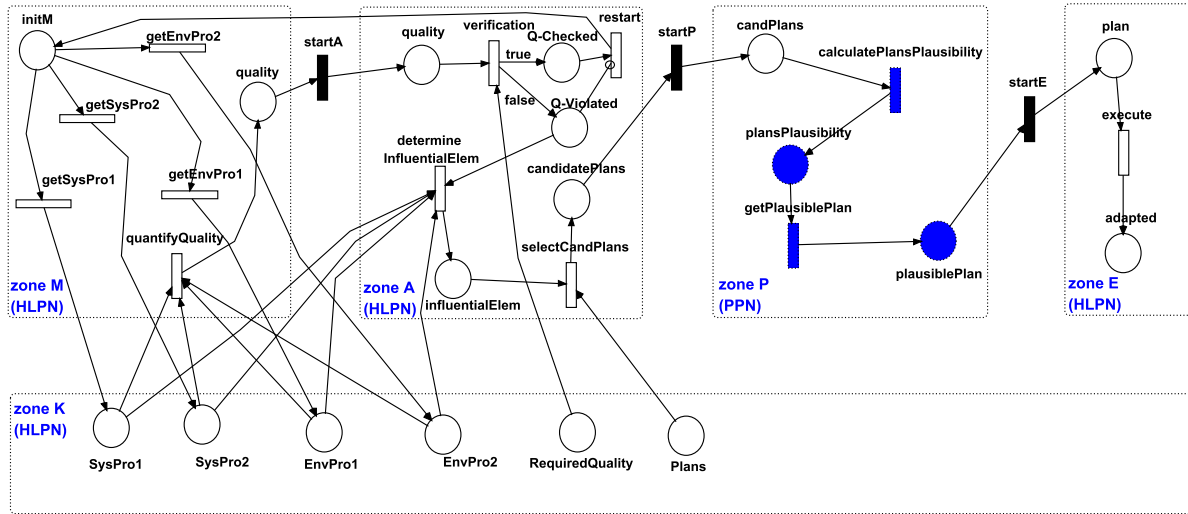 initM
getEnvPro2
getSysPro2
getSysPro1
getEnvPro1
quantifyQuality
quality
zone M
(HLPN)
startA
quality
verification
restart
Q-Checked
true
false
Q-Violated
determine
InfluentialElem
candidatePlans
selectCandPlans
influentialElem
zone A
(HLPN)
startP
candPlans
calculatePlansPlausibility
plansPlausibility
getPlausiblePlan
plausiblePlan
zone P
(PPN)
startE
plan
execute
adapted
zone E
(HLPN)
zone K
(HLPN)
SysPro1
SysPro2
EnvPro1
EnvPro2
RequiredQuality
Plans